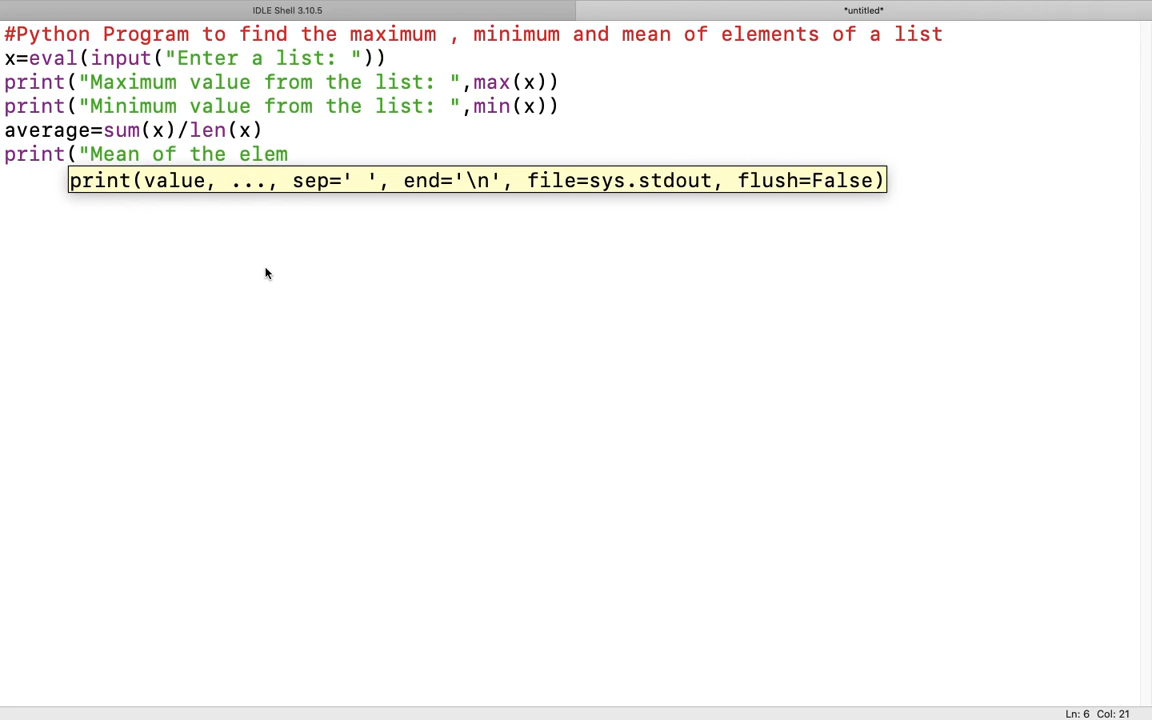 IDLE Shell 3.10.5
*untitled*
#Python Program to find the maximum , minimum and mean of elements of a list
x=eval(input("Enter a list: "))
print("Maximum value from the list: ",max(x))
print("Minimum value from the list: ",min(x))
average=sum(x)/len(x)
print("Mean of the elem
print(value, ..., sep=' ', end='\n', file=sys.stdout, flush=False)
Ln: 6 Col: 21